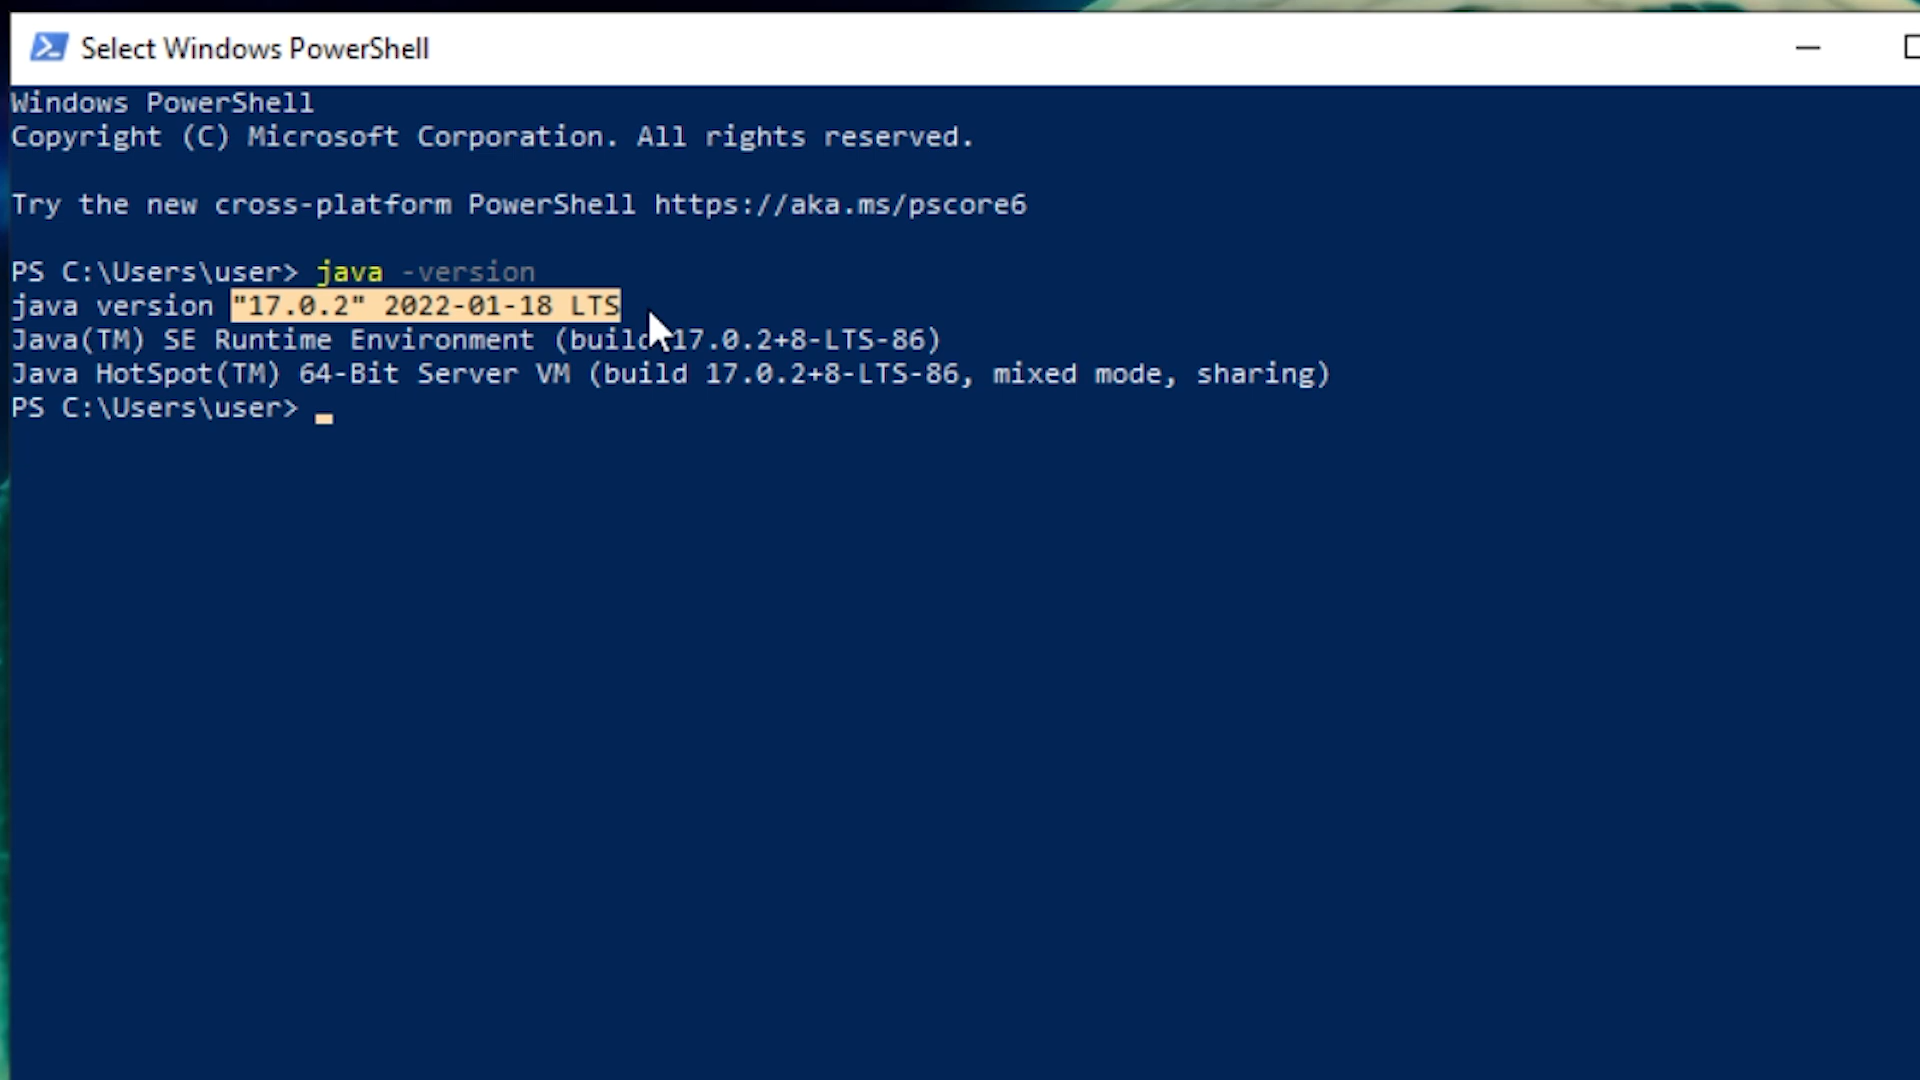 Select Windows PowerShell
Windows PowerShell
Copyright (C) Microsoft Corporation. All rights reserved.
Try the new cross-platform PowerShell https://aka.ms/pscore6
PS C:\Users\user> java -version
java version "17.0.2" 2022-01-18 LTS
Java(TM) SE Runtime Environment (build 17.0.2+8-LTS-86)
Java HotSpot(TM) 64-Bit Server VM (build 17.0.2+8-LTS-86, mixed mode, sharing)
PS C:\Users\user>